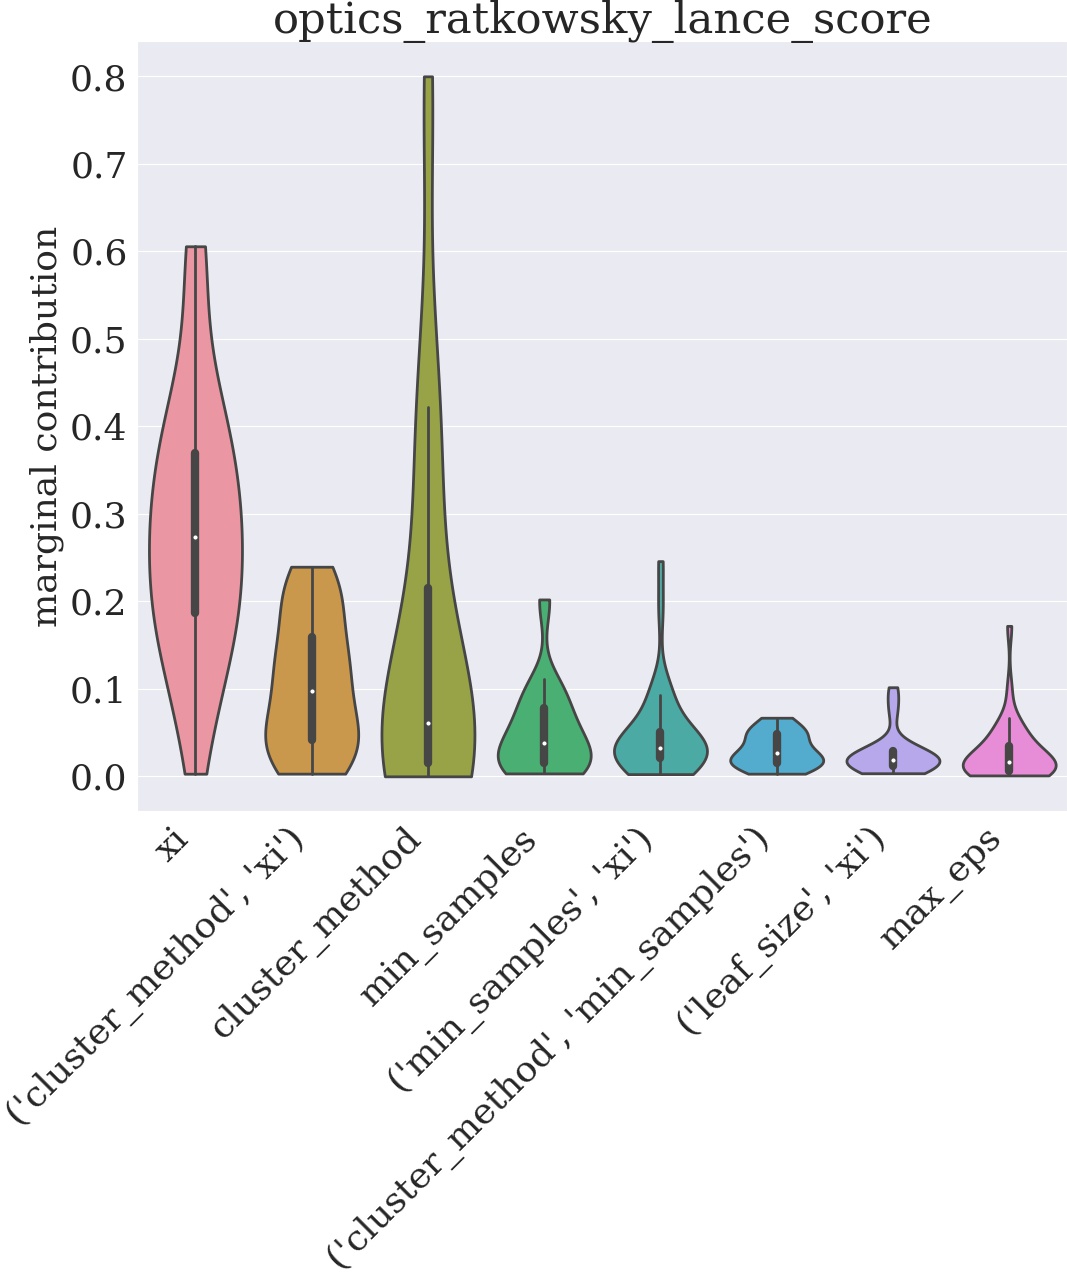 optics_ratkowsky_lance_score
marginal contribution
0.8
0.7
0.6
0.5
0.4
0.3
0.2
0.1
0.0
xi
('cluster_method', 'xi')
cluster_method
min_samples
('min_samples', 'xi')
('cluster_method', 'min_samples')
('leaf_size', 'xi')
max_eps